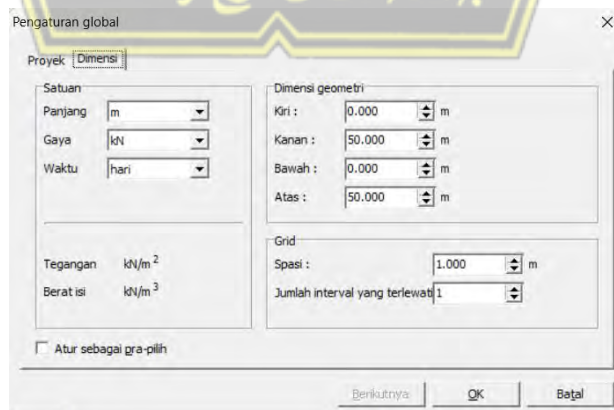 Pengaturan global
Proyek Dimensi
Satuan
Panjang m
Gaya kN
Waktu hari
Tegangan kN/m 2
Berat isi kN/m 3
Dimensi geometri
Kiri : 0.000 m
Kanan : 50.000 m
Bawah : 0.000 m
Atas : 50.000 m
Grid
Spasi : 1.000 m
Jumlah interval yang terlewati 1
Atur sebagai pra-pilih
Berikutnya OK Batal